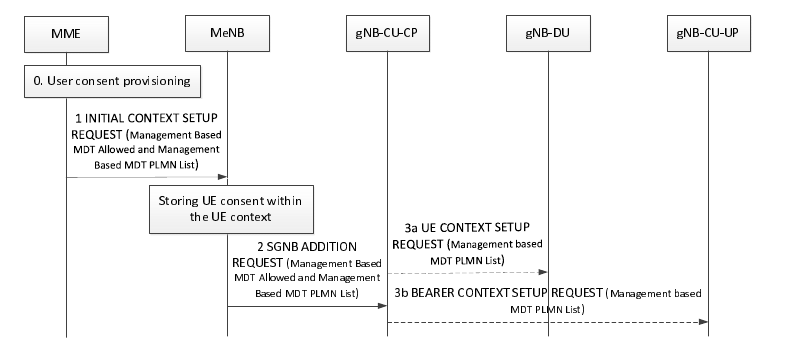 MME
MeNB
gNB-CU-CP
gNB-DU
gNB-CU-UP
0. User consent provisioning
1 INITIAL CONTEXT SETUP
REQUEST (Management Based
MDT Allowed and Management
Based MDT PLMN List)
Storing UE consent within
the UE context
2 SGNB ADDITION
REQUEST (Management Based
MDT Allowed and Management
Based MDT PLMN List)
3a UE CONTEXT SETUP
REQUEST (Management based
MDT PLMN List)
3b BEARER CONTEXT SETUP REQUEST (Management based
MDT PLMN List)